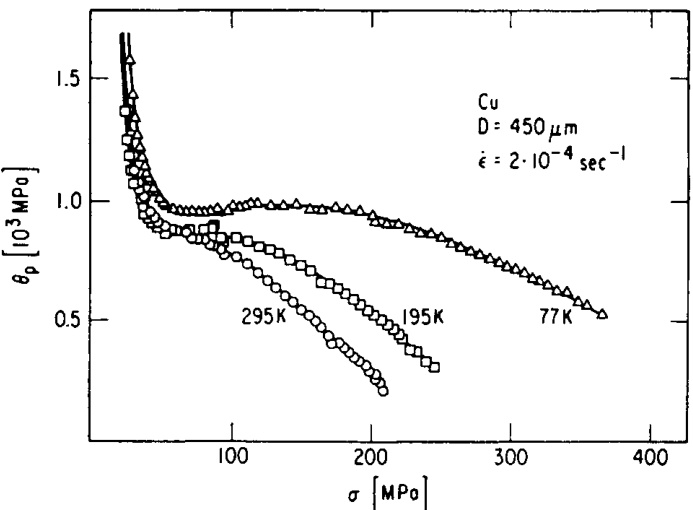 1.5
1.0
0.5
θp [10³ MPa]
Cu
D = 450 μm
ε̇ = 2·10⁻⁴ sec⁻¹
295K
195K
77K
100
200
300
400
σ [MPa]